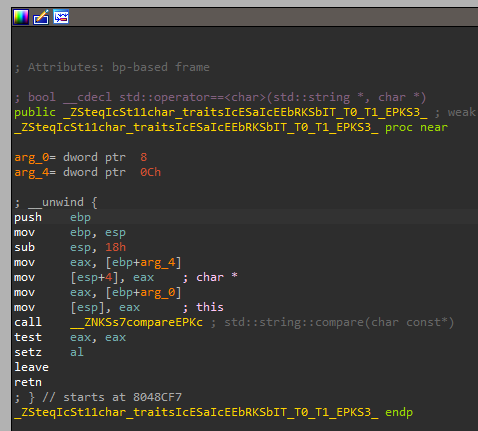 ; Attributes: bp-based frame
; bool __cdecl std::operator==<char>(std::string *, char *)
public _ZSteqIcSt11char_traitsIcESaIcEEbRKSbIT_T0_T1_EPKS3_ ; weak
_ZSteqIcSt11char_traitsIcESaIcEEbRKSbIT_T0_T1_EPKS3_ proc near
arg_0= dword ptr  8
arg_4= dword ptr  0Ch
; __unwind {
push    ebp
mov     ebp, esp
sub     esp, 18h
mov     eax, [ebp+arg_4]
mov     [esp+4], eax    ; char *
mov     eax, [ebp+arg_0]
mov     [esp], eax      ; this
call    __ZNKSs7compareEPKc ; std::string::compare(char const*)
test    eax, eax
setz    al
leave
retn
; } // starts at 8048CF7
_ZSteqIcSt11char_traitsIcESaIcEEbRKSbIT_T0_T1_EPKS3_ endp